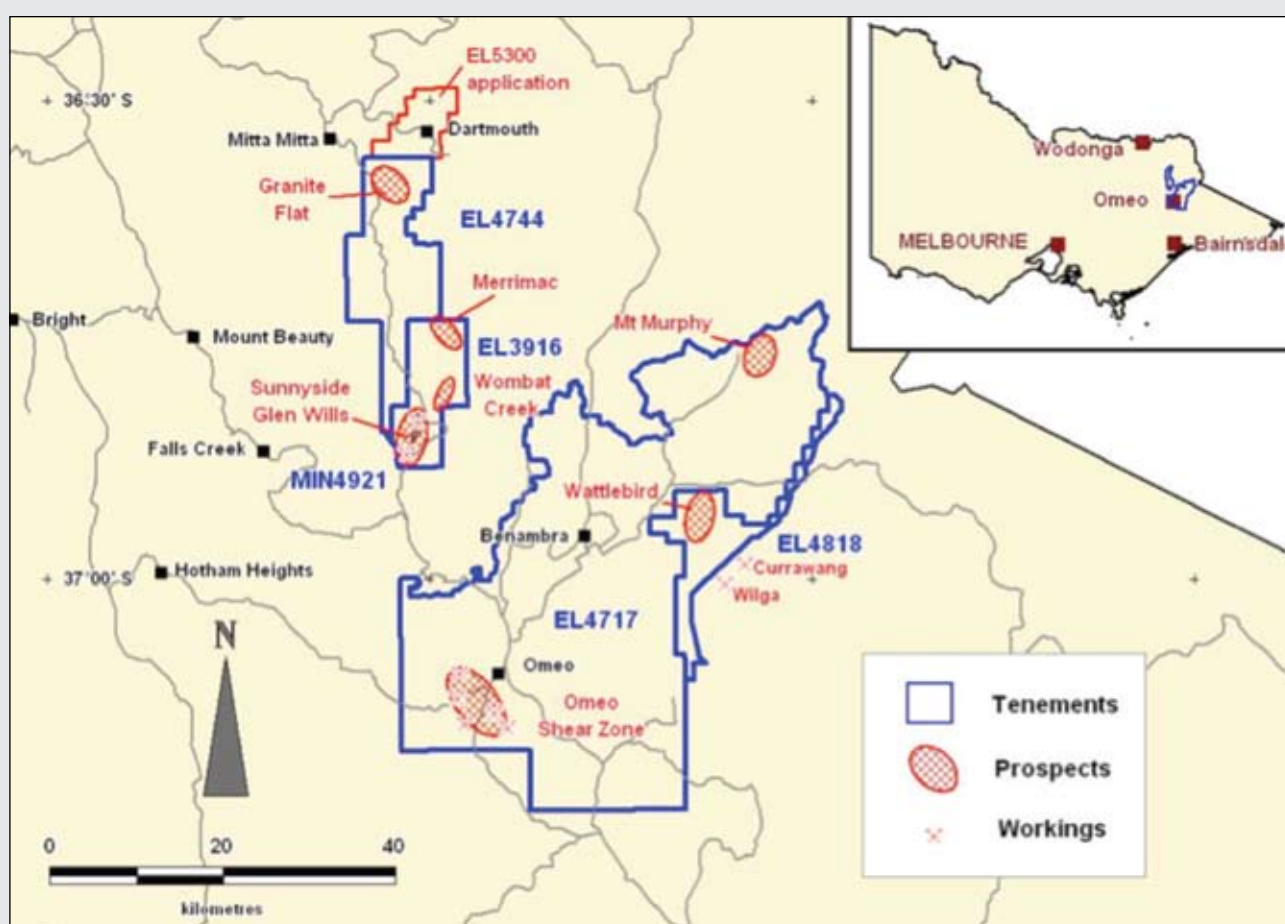 EL5300
application
36°30' S
Mitta Mitta
Dartmouth
Granite
Flat
EL4744
Merrimac
Bright
Mount Beauty
EL3916
Mt Murphy
Sunnyside
Glen Wills
Wombat
Creek
Falls Creek
MIN4921
Wattlebird
Benambra
EL4818
Currawang
Wilga
37°00' S
Hotham Heights
EL4717
N
Omeo
Omeo
Shear Zone
0 20 40
kilometres
Wodonga
Omeo
MELBOURNE
Bairnsdale
Tenements
Prospects
Workings